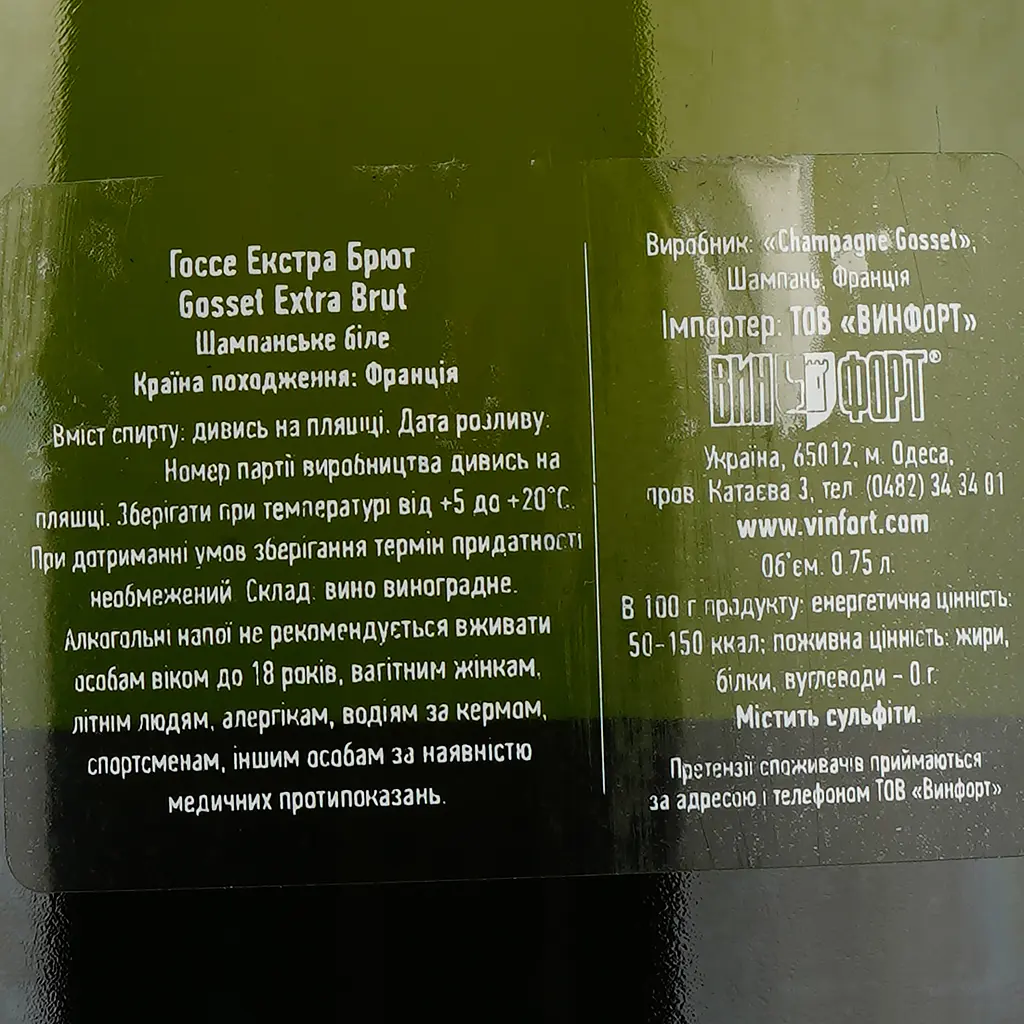 Госсе Екстра Брют
Gosset Extra Brut
Шампанське біле
Країна походження: Франція
Вміст спирту: дивись на пляшці. Дата розливу:
Номер партії виробництва дивись на
пляшці. Зберігати при температурі від +5 до +20°С.
При дотриманні умов зберігання термін придатності
необмежений. Склад: вино виноградне.
Алкогольні напої не рекомендується вживати
особам віком до 18 років, вагітним жінкам,
літнім людям, алергікам, водіям за кермом,
спортсменам, іншим особам за наявністю
медичних протипоказань.
Виробник: «Champagne Gosset»,
Шампань, Франція
Імпортер: ТОВ «ВИНФОРТ»
ВИН ФОРТ®
Україна, 65012, м. Одеса,
пров. Катаєва 3, тел. (0482) 34 34 01
www.vinfort.com
Об'єм. 0.75 л.
В 100 г продукту: енергетична цінність:
50-150 ккал; поживна цінність: жири,
білки, вуглеводи - 0 г.
Містить сульфіти.
Претензії споживачів приймаються
за адресою і телефоном ТОВ «Винфорт»